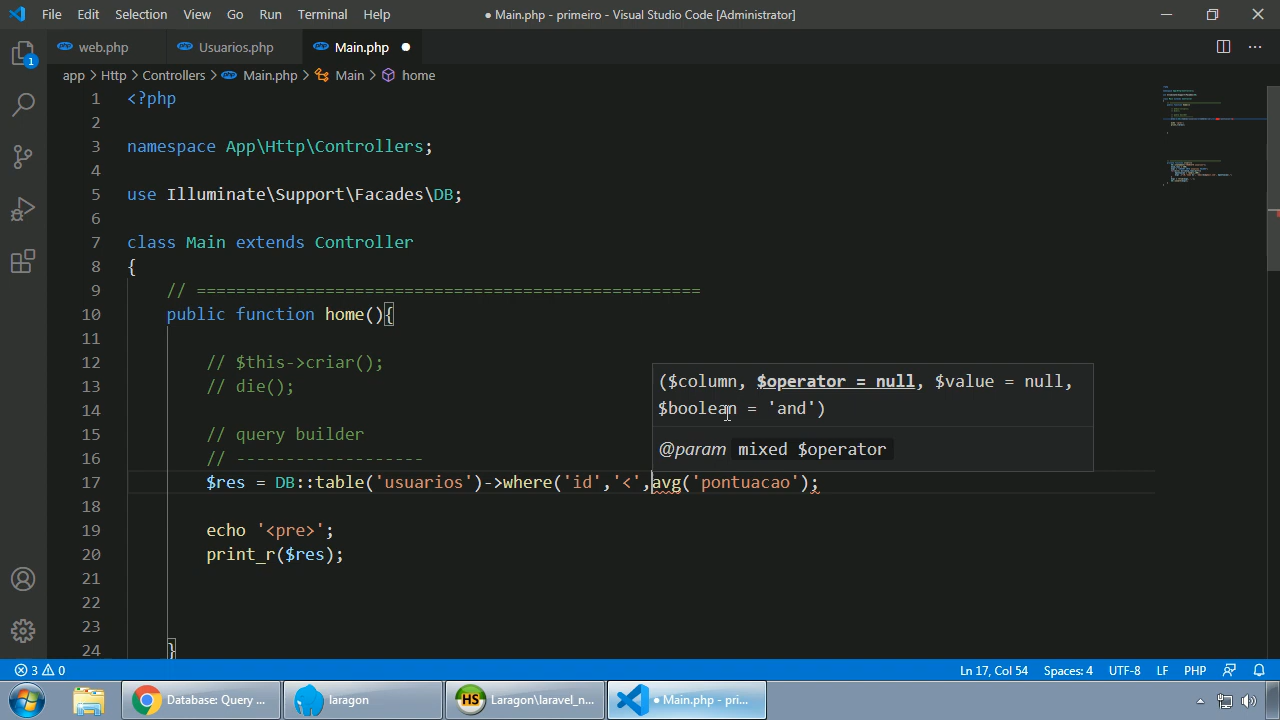 File Edit Selection View Go Run Terminal Help
● Main.php - primeiro - Visual Studio Code [Administrator]
web.php
Usuarios.php
Main.php ●
app > Http > Controllers > Main.php > Main > home
1 <?php
2
3 namespace App\Http\Controllers;
4
5 use Illuminate\Support\Facades\DB;
6
7 class Main extends Controller
8 {
9 // ===================================================
10 public function home(){
11
12 // $this->criar();
13 // die();
14
15 // query builder
16 // -------------------
17 $res = DB::table('usuarios')->where('id','<',avg('pontuacao');
18
19 echo '<pre>';
20 print_r($res);
21
22
23
24 }
($column, $operator = null, $value = null,
$boolean = 'and')
@param mixed $operator
1
3 0
Ln 17, Col 54 Spaces: 4 UTF-8 LF PHP
Database: Query ...
laragon
HS Laragon\laravel_n...
● Main.php - pri...